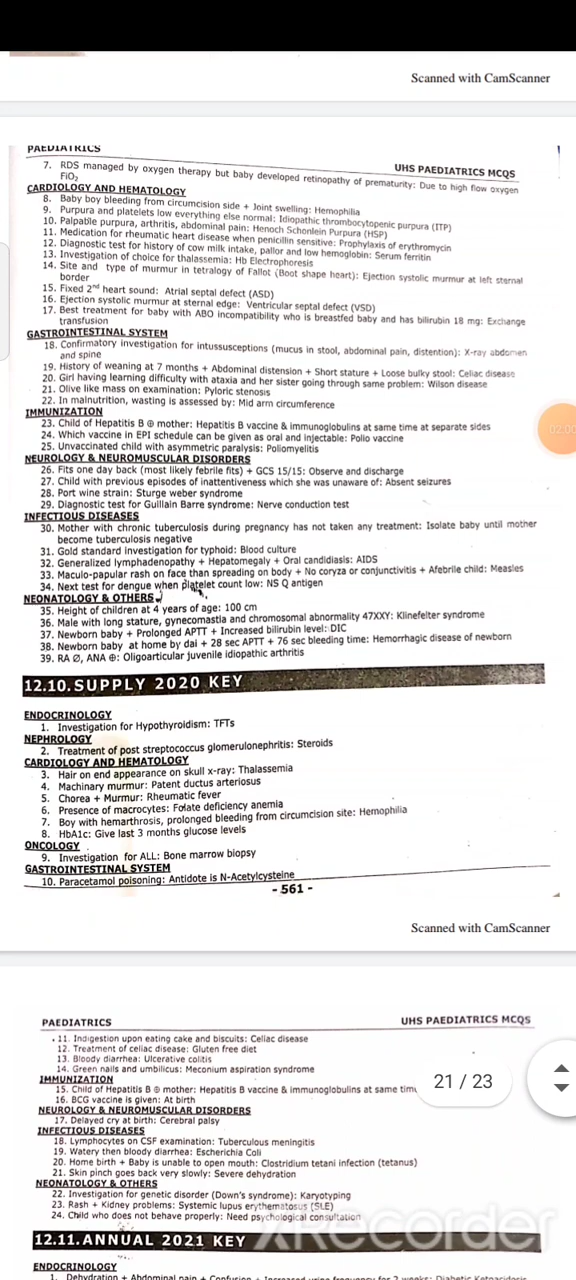 Scanned with CamScanner
PAEDIATRICS
UHS PAEDIATRICS MCQS
7. RDS managed by oxygen therapy but baby developed retinopathy of prematurity: Due to high flow oxygen
FiO2
CARDIOLOGY AND HEMATOLOGY
8. Baby boy bleeding from circumcision side + Joint swelling: Hemophilia
9. Purpura and platelets low everything else normal: Idiopathic thrombocytopenic purpura (ITP)
10. Palpable purpura, arthritis, abdominal pain: Henoch Schonlein Purpura (HSP)
11. Medication for rheumatic heart disease when penicillin sensitive: Prophylaxis of erythromycin
12. Diagnostic test for history of cow milk intake, pallor and low hemoglobin: Serum ferritin
13. Investigation of choice for thalassemia: Hb Electrophoresis
14. Site and type of murmur in tetralogy of Fallot (Boot shape heart): Ejection systolic murmur at left sternal
border
15. Fixed 2nd heart sound: Atrial septal defect (ASD)
16. Ejection systolic murmur at sternal edge: Ventricular septal defect (VSD)
17. Best treatment for baby with ABO incompatibility who is breastfed baby and has bilirubin 18 mg: Exchange
transfusion
GASTROINTESTINAL SYSTEM
18. Confirmatory investigation for intussusceptions (mucus in stool, abdominal pain, distention): X-ray abdomen
and spine
19. History of weaning at 7 months + Abdominal distension + Short stature + Loose bulky stool: Celiac disease
20. Girl having learning difficulty with ataxia and her sister going through same problem: Wilson disease
21. Olive like mass on examination: Pyloric stenosis
22. In malnutrition, wasting is assessed by: Mid arm circumference
IMMUNIZATION
23. Child of Hepatitis B ⊕ mother: Hepatitis B vaccine & immunoglobulins at same time at separate sides
24. Which vaccine in EPI schedule can be given as oral and injectable: Polio vaccine
25. Unvaccinated child with asymmetric paralysis: Poliomyelitis
NEUROLOGY & NEUROMUSCULAR DISORDERS
26. Fits one day back (most likely febrile fits) + GCS 15/15: Observe and discharge
27. Child with previous episodes of inattentiveness which she was unaware of: Absent seizures
28. Port wine strain: Sturge weber syndrome
29. Diagnostic test for Guillain Barre syndrome: Nerve conduction test
INFECTIOUS DISEASES
30. Mother with chronic tuberculosis during pregnancy has not taken any treatment: Isolate baby until mother
become tuberculosis negative
31. Gold standard investigation for typhoid: Blood culture
32. Generalized lymphadenopathy + Hepatomegaly + Oral candidiasis: AIDS
33. Maculo-papular rash on face than spreading on body + No coryza or conjunctivitis + Afebrile child: Measles
34. Next test for dengue when platelet count low: NS Q antigen
NEONATOLOGY & OTHERS
35. Height of children at 4 years of age: 100 cm
36. Male with long stature, gynecomastia and chromosomal abnormality 47XXY: Klinefelter syndrome
37. Newborn baby + Prolonged APTT + Increased bilirubin level: DIC
38. Newborn baby at home by dai + 28 sec APTT + 76 sec bleeding time: Hemorrhagic disease of newborn
39. RA Ø, ANA ⊕: Oligoarticular juvenile idiopathic arthritis
12.10. SUPPLY 2020 KEY
ENDOCRINOLOGY
1. Investigation for Hypothyroidism: TFTs
NEPHROLOGY
2. Treatment of post streptococcus glomerulonephritis: Steroids
CARDIOLOGY AND HEMATOLOGY
3. Hair on end appearance on skull x-ray: Thalassemia
4. Machinary murmur: Patent ductus arteriosus
5. Chorea + Murmur: Rheumatic fever
6. Presence of macrocytes: Folate deficiency anemia
7. Boy with hemarthrosis, prolonged bleeding from circumcision site: Hemophilia
8. HbA1c: Give last 3 months glucose levels
ONCOLOGY
9. Investigation for ALL: Bone marrow biopsy
GASTROINTESTINAL SYSTEM
10. Paracetamol poisoning: Antidote is N-Acetylcysteine
- 561 -
02:00
Scanned with CamScanner
PAEDIATRICS
UHS PAEDIATRICS MCQS
11. Indigestion upon eating cake and biscuits: Celiac disease
12. Treatment of celiac disease: Gluten free diet
13. Bloody diarrhea: Ulcerative colitis
14. Green nails and umbilicus: Meconium aspiration syndrome
IMMUNIZATION
15. Child of Hepatitis B ⊕ mother: Hepatitis B vaccine & immunoglobulins at same
16. BCG vaccine is given: At birth
21 / 23
NEUROLOGY & NEUROMUSCULAR DISORDERS
17. Delayed cry at birth: Cerebral palsy
INFECTIOUS DISEASES
18. Lymphocytes on CSF examination: Tuberculous meningitis
19. Watery then bloody diarrhea: Escherichia Coli
20. Home birth + Baby is unable to open mouth: Clostridium tetani infection (tetanus)
21. Skin pinch goes back very slowly: Severe dehydration
NEONATOLOGY & OTHERS
22. Investigation for genetic disorder (Down's syndrome): Karyotyping
23. Rash + Kidney problems: Systemic lupus erythematosus (SLE)
24. Child who does not behave properly: Need psychological consultation
XRecorder
12.11. ANNUAL 2021 KEY
ENDOCRINOLOGY
1. Dehydration + Abdominal pain + Confusion + Increased urine frequency for 2 weeks: Diabetic Ketoacidosis